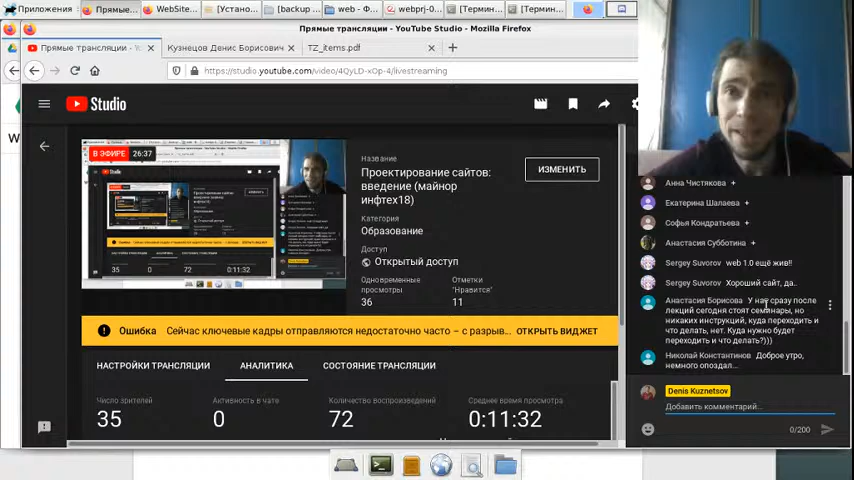 Приложения
Прямые...
WebSite...
[Устано...
[backup ...
web - Ф...
webprj-0...
[Термин...
[Термин...
Прямые трансляции - YouTube Studio - Mozilla Firefox
Прямые трансляции - YouTube S
Кузнецов Денис Борисович
TZ_items.pdf
https://studio.youtube.com/video/4QyLD-xOp-4/livestreaming
Studio
В ЭФИРЕ 26:37
Название
Проектирование сайтов:
введение (майнор
инфтех18)
ИЗМЕНИТЬ
Категория
Образование
Доступ
Открытый доступ
Одновременные
просмотры
36
Отметки
"Нравится"
11
Ошибка Сейчас ключевые кадры отправляются недостаточно часто – с разрыв...
ОТКРЫТЬ ВИДЖЕТ
НАСТРОЙКИ ТРАНСЛЯЦИИ
АНАЛИТИКА
СОСТОЯНИЕ ТРАНСЛЯЦИИ
Число зрителей
35
Активность в чате
0
Количество воспроизведений
72
Среднее время просмотра
0:11:32
Анна Чистякова +
Екатерина Шалаева +
Софья Кондратьева +
Анастасия Субботина +
Sergey Suvorov web 1.0 ещё жив!!
Sergey Suvorov Хороший сайт, да..
Анастасия Борисова У нас сразу после
лекций сегодня стоят семинары, но
никаких инструкций, куда переходить и
что делать, нет. Куда нужно будет
переходить и что делать?)))
Николай Константинов Доброе утро,
немного опоздал...
Denis Kuznetsov
Добавить комментарий...
0/200